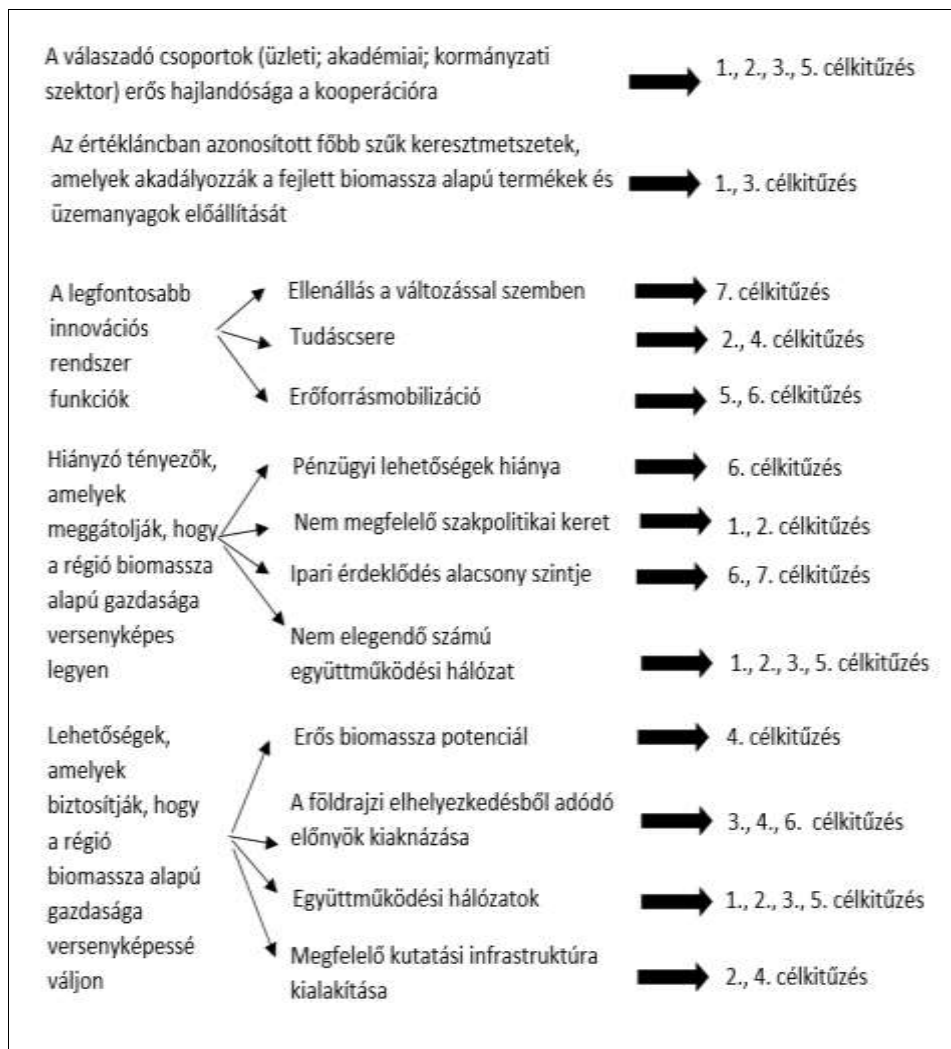 A válaszadó csoportok (üzleti; akadémiai; kormányzati
szektor) erős hajlandósága a kooperációra
1., 2., 3., 5. célkitűzés
Az értékláncban azonosított főbb szűk keresztmetszetek,
amelyek akadályozzák a fejlett biomassza alapú termékek és
üzemanyagok előállítását
1., 3. célkitűzés
A legfontosabb
innovációs
rendszer
funkciók
Ellenállás a változással szemben
7. célkitűzés
Tudáscsere
2., 4. célkitűzés
Erőforrásmobilizáció
5., 6. célkitűzés
Hiányzó tényezők,
amelyek
meggátolják, hogy
a régió biomassza
alapú gazdasága
versenyképes
legyen
Pénzügyi lehetőségek hiánya
6. célkitűzés
Nem megfelelő szakpolitikai keret
1., 2. célkitűzés
Ipari érdeklődés alacsony szintje
6., 7. célkitűzés
Nem elegendő számú
együttműködési hálózat
1., 2., 3., 5. célkitűzés
Lehetőségek,
amelyek
biztosítják, hogy
a régió
biomassza alapú
gazdasága
versenyképessé
váljon
Erős biomassza potenciál
4. célkitűzés
A földrajzi elhelyezkedésből adódó
előnyök kiaknázása
3., 4., 6. célkitűzés
Együttműködési hálózatok
1., 2., 3., 5. célkitűzés
Megfelelő kutatási infrastruktúra
kialakítása
2., 4. célkitűzés